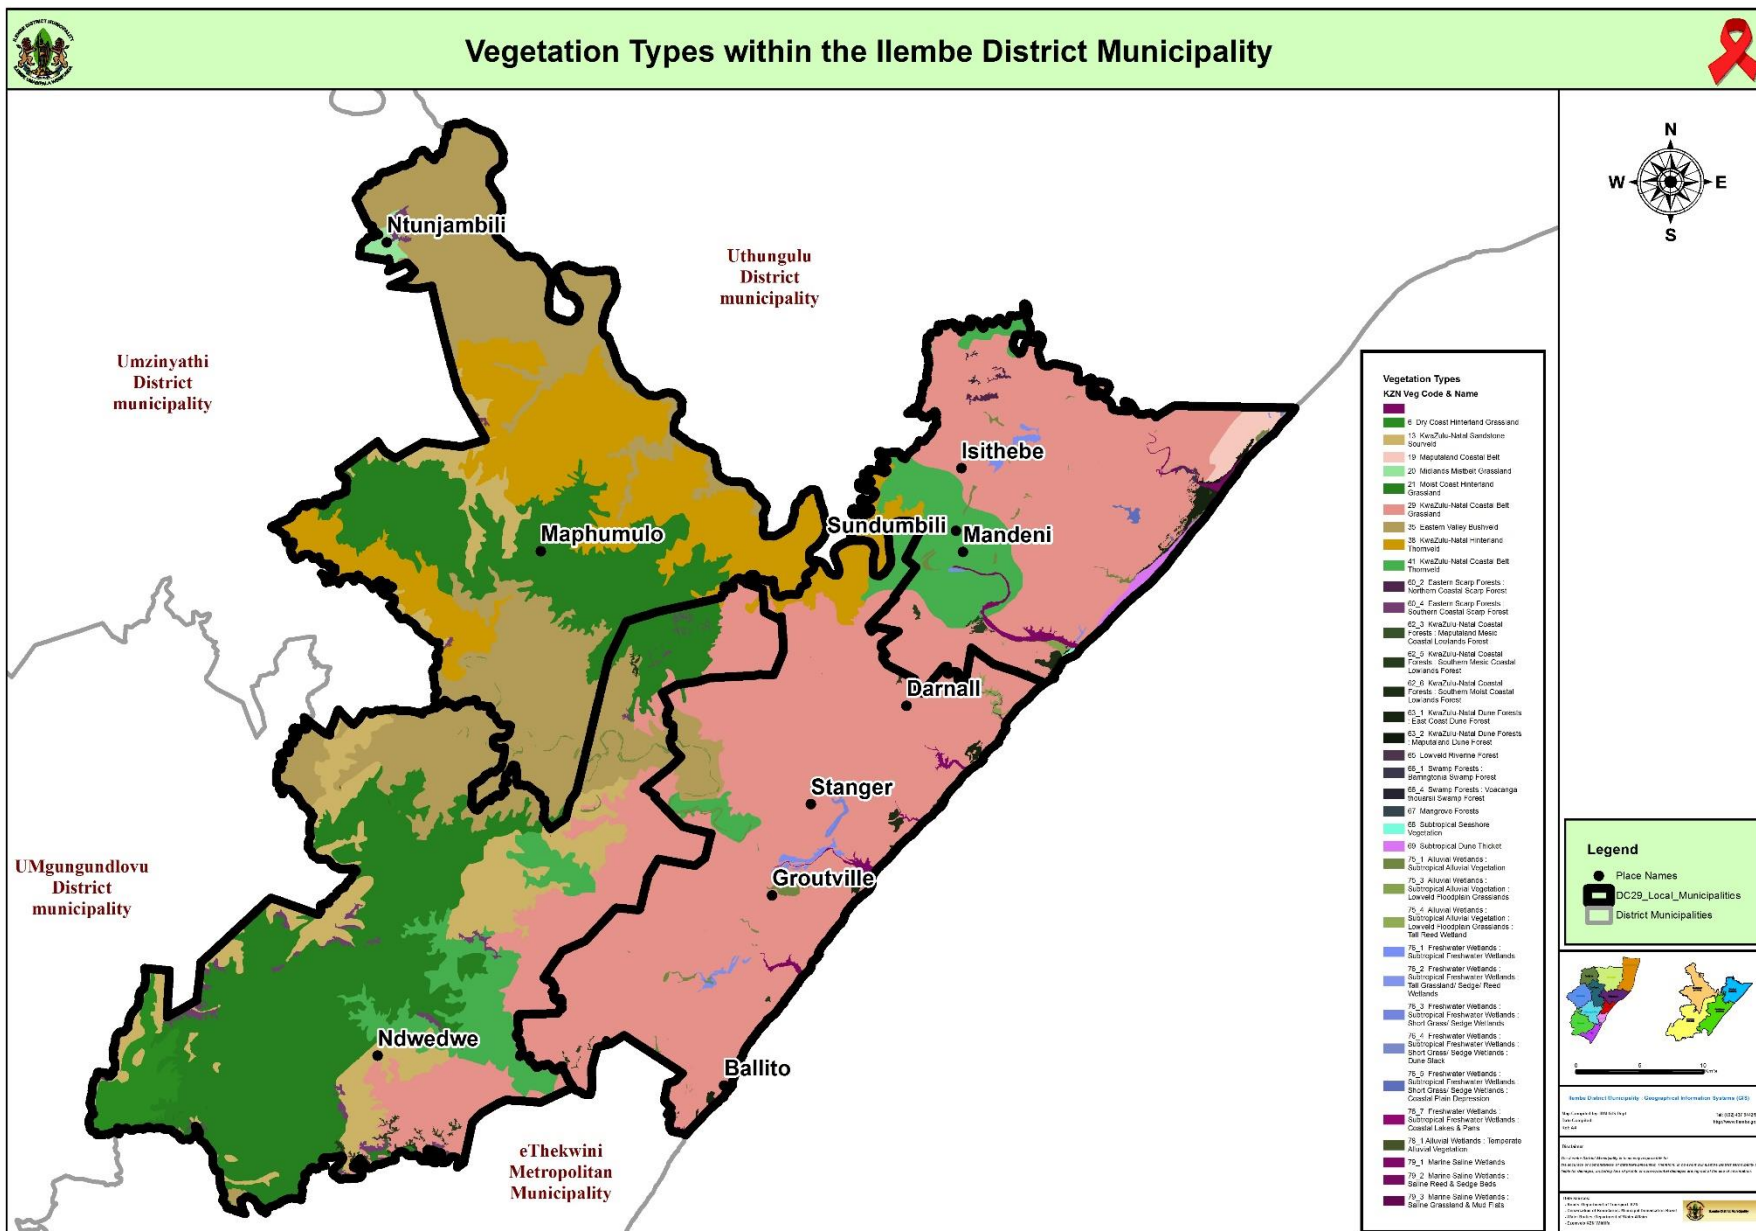 Vegetation Types within the Ilembe District Municipality
N
W
E
S
Ntunjambili
Uthungulu
District
municipality
Umzinyathi
District
municipality
Isithebe
Sundumbili
Mandeni
Maphumulo
Darnall
Stanger
UMgungundlovu
District
municipality
Groutville
Ndwedwe
Ballito
eThekwini
Metropolitan
Municipality
Vegetation Types
KZN Veg Code & Name
6 Dry Coast Hinterland Grassland
13 KwaZulu-Natal Sandstone
Sourveld
19 Maputaland Coastal Belt
20 Midlands Mistbelt Grassland
21 Moist Coast Hinterland
Grassland
29 KwaZulu-Natal Coastal Belt
Grassland
35 Eastern Valley Bushveld
38 KwaZulu-Natal Hinterland
Thornveld
41 KwaZulu-Natal Coastal Belt
Thornveld
60_2 Eastern Scarp Forests :
Northern Coastal Scarp Forest
60_4 Eastern Scarp Forests :
Southern Coastal Scarp Forest
62_3 KwaZulu-Natal Coastal
Forests : Maputaland Mesic
Coastal Lowlands Forest
62_5 KwaZulu-Natal Coastal
Forests : Southern Mesic Coastal
Lowlands Forest
62_6 KwaZulu-Natal Coastal
Forests : Southern Moist Coastal
Lowlands Forest
63_1 KwaZulu-Natal Dune Forests
: East Coast Dune Forest
63_2 KwaZulu-Natal Dune Forests
: Maputaland Dune Forest
65 Lowveld Riverine Forest
66_1 Swamp Forests :
Barringtonia Swamp Forest
66_4 Swamp Forests : Voacanga
thouarsii Swamp Forest
67 Mangrove Forests
68 Subtropical Seashore
Vegetation
69 Subtropical Dune Thicket
75_1 Alluvial Wetlands :
Subtropical Alluvial Vegetation
75_3 Alluvial Wetlands :
Subtropical Alluvial Vegetation :
Lowveld Floodplain Grasslands
75_4 Alluvial Wetlands :
Subtropical Alluvial Vegetation :
Lowveld Floodplain Grasslands :
Tall Reed Wetland
76_1 Freshwater Wetlands :
Subtropical Freshwater Wetlands
76_2 Freshwater Wetlands :
Subtropical Freshwater Wetlands
Tall Grassland/ Sedge/ Reed
Wetlands
76_3 Freshwater Wetlands :
Subtropical Freshwater Wetlands :
Short Grass/ Sedge Wetlands
76_4 Freshwater Wetlands :
Subtropical Freshwater Wetlands :
Short Grass/ Sedge Wetlands :
Dune Slack
76_5 Freshwater Wetlands :
Subtropical Freshwater Wetlands
Short Grass/ Sedge Wetlands :
Coastal Plain Depression
76_7 Freshwater Wetlands :
Subtropical Freshwater Wetlands :
Coastal Lakes & Pans
78_1 Alluvial Wetlands : Temperate
Alluvial Vegetation
79_1 Marine Saline Wetlands
79_2 Marine Saline Wetlands :
Saline Reed & Sedge Beds
79_3 Marine Saline Wetlands :
Saline Grassland & Mud Flats
Legend
Place Names
DC29_Local_Municipalities
District Municipalities
0 5 10
Ilembe District Municipality : Geographical Information Systems (GIS)
Disclaimer